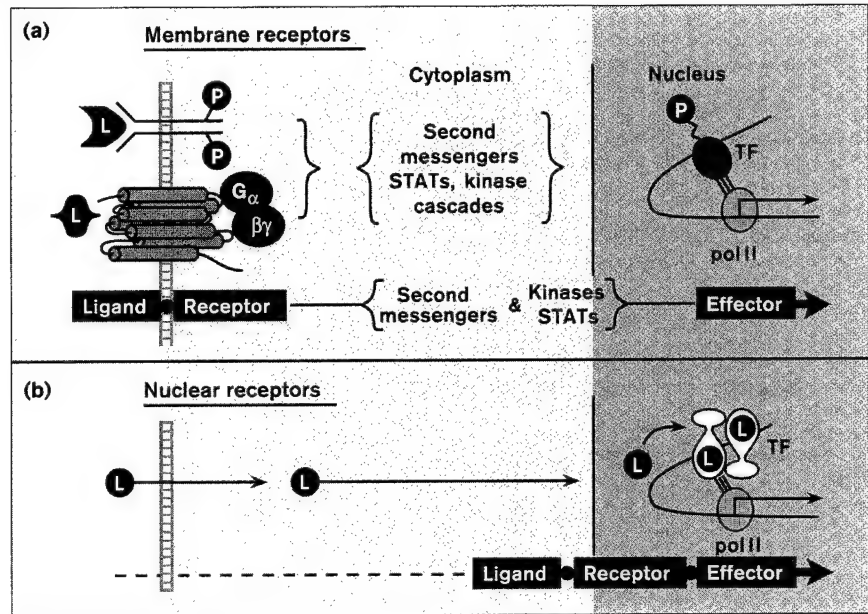 (a)
Membrane receptors
Cytoplasm
Nucleus
L
P
P
P
Second
messengers
STATs, kinase
cascades
TF
Gα
L
βγ
pol II
Ligand
Receptor
Second
messengers
&
Kinases
STATs
Effector
(b)
Nuclear receptors
L
L
L
L
L
TF
pol II
Ligand
Receptor
Effector